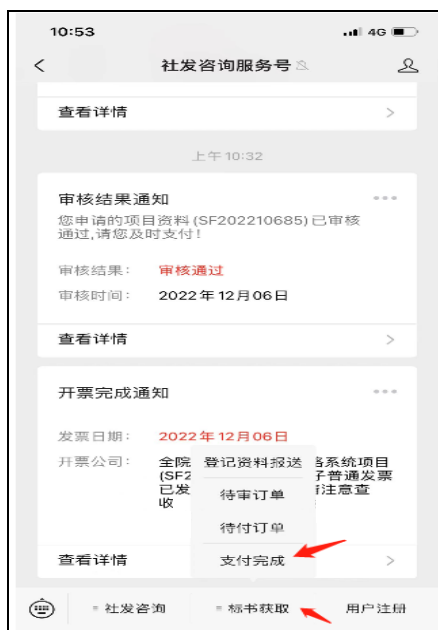 10:53
4G
社发咨询服务号
查看详情
上午10:32
审核结果通知
您申请的项目资料(SF202210685)已审核
通过,请您及时支付!
审核结果: 审核通过
审核时间: 2022年12月06日
查看详情
开票完成通知
发票日期: 2022年12月06日
开票公司: 全院 登记资料报送 各系统项目
(SF2 子普通发票
已发 待审订单 注意查
收
待付订单
查看详情 支付完成
社发咨询 标书获取 用户注册